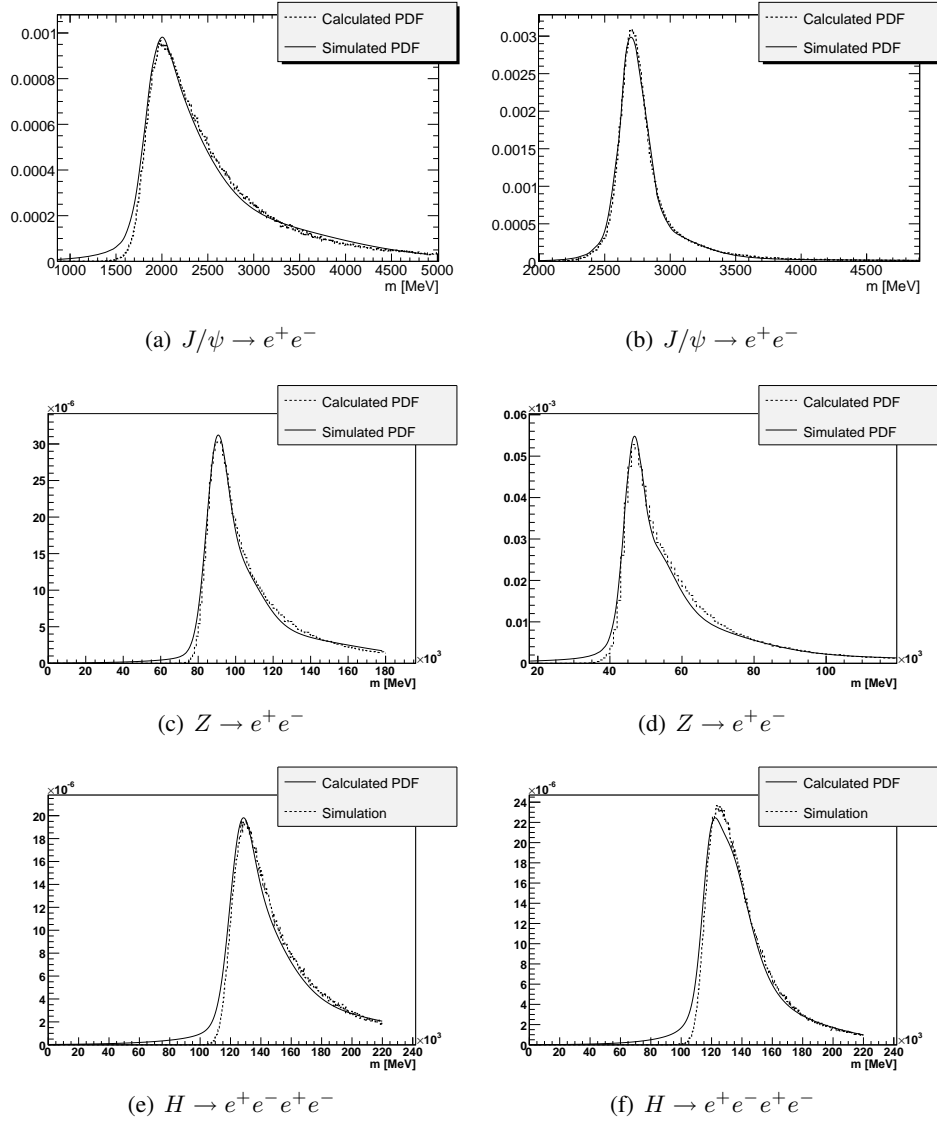 Calculated PDF
Simulated PDF
0.001
0.0008
0.0006
0.0004
0.0002
0
1000 1500 2000 2500 3000 3500 4000 4500 5000
m [MeV]
(a) J/ψ → e⁺e⁻
Calculated PDF
Simulated PDF
0.003
0.0025
0.002
0.0015
0.001
0.0005
0
2000 2500 3000 3500 4000 4500
m [MeV]
(b) J/ψ → e⁺e⁻
×10⁻⁶
Calculated PDF
Simulated PDF
30
25
20
15
10
5
0
0 20 40 60 80 100 120 140 160 180
×10³
m [MeV]
(c) Z → e⁺e⁻
×10⁻³
Calculated PDF
Simulated PDF
0.06
0.05
0.04
0.03
0.02
0.01
0
20 40 60 80 100
×10³
m [MeV]
(d) Z → e⁺e⁻
×10⁻⁶
Calculated PDF
Simulation
20
18
16
14
12
10
8
6
4
2
0
0 20 40 60 80 100 120 140 160 180 200 220 240
×10³
m [MeV]
(e) H → e⁺e⁻e⁺e⁻
×10⁻⁶
Calculated PDF
Simulation
24
22
20
18
16
14
12
10
8
6
4
2
0
0 20 40 60 80 100 120 140 160 180 200 220 240
×10³
m [MeV]
(f) H → e⁺e⁻e⁺e⁻